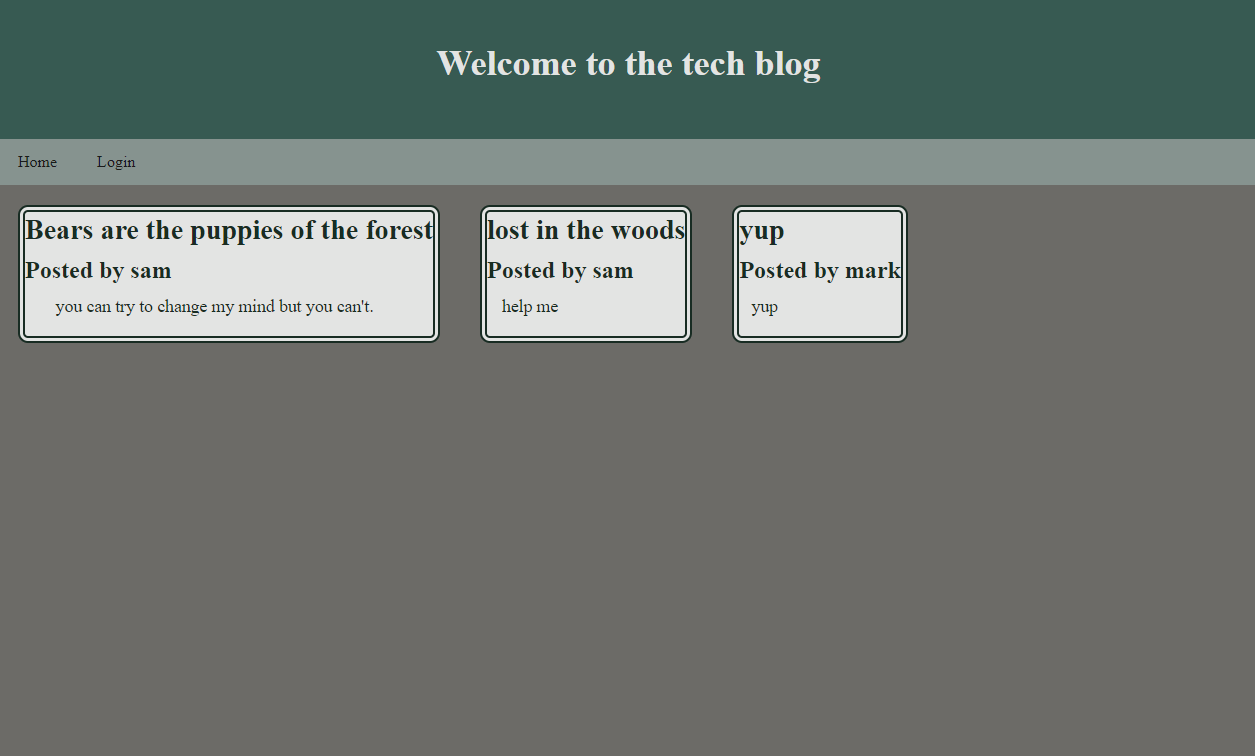 Welcome to the tech blog
Home
Login
Bears are the puppies of the forest
Posted by sam
you can try to change my mind but you can't.
lost in the woods
Posted by sam
help me
yup
Posted by mark
yup